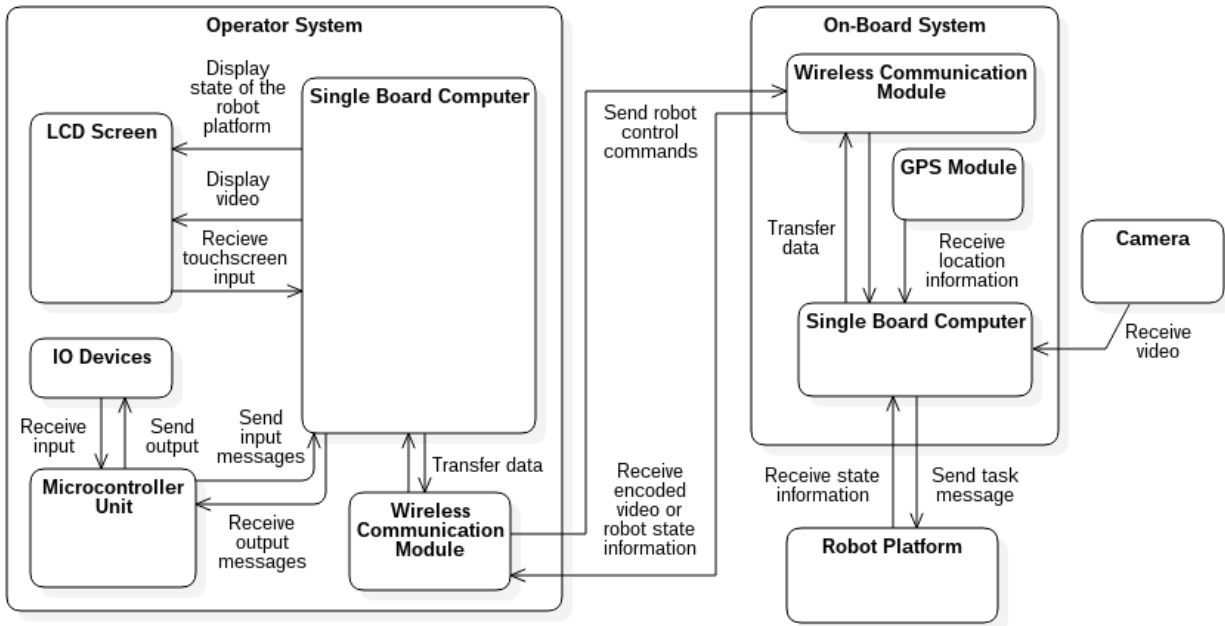 Operator System
Display
state of the
robot
platform
Single Board Computer
LCD Screen
Display
video
Recieve
touchscreen
input
IO Devices
Receive
input
Send
output
Send
input
messages
Microcontroller
Unit
Receive
output
messages
Transfer data
Wireless
Communication
Module
Send robot
control
commands
Receive
encoded
video or
robot state
information
On-Board System
Wireless Communication
Module
GPS Module
Transfer
data
Receive
location
information
Single Board Computer
Camera
Receive
video
Receive state
information
Send task
message
Robot Platform